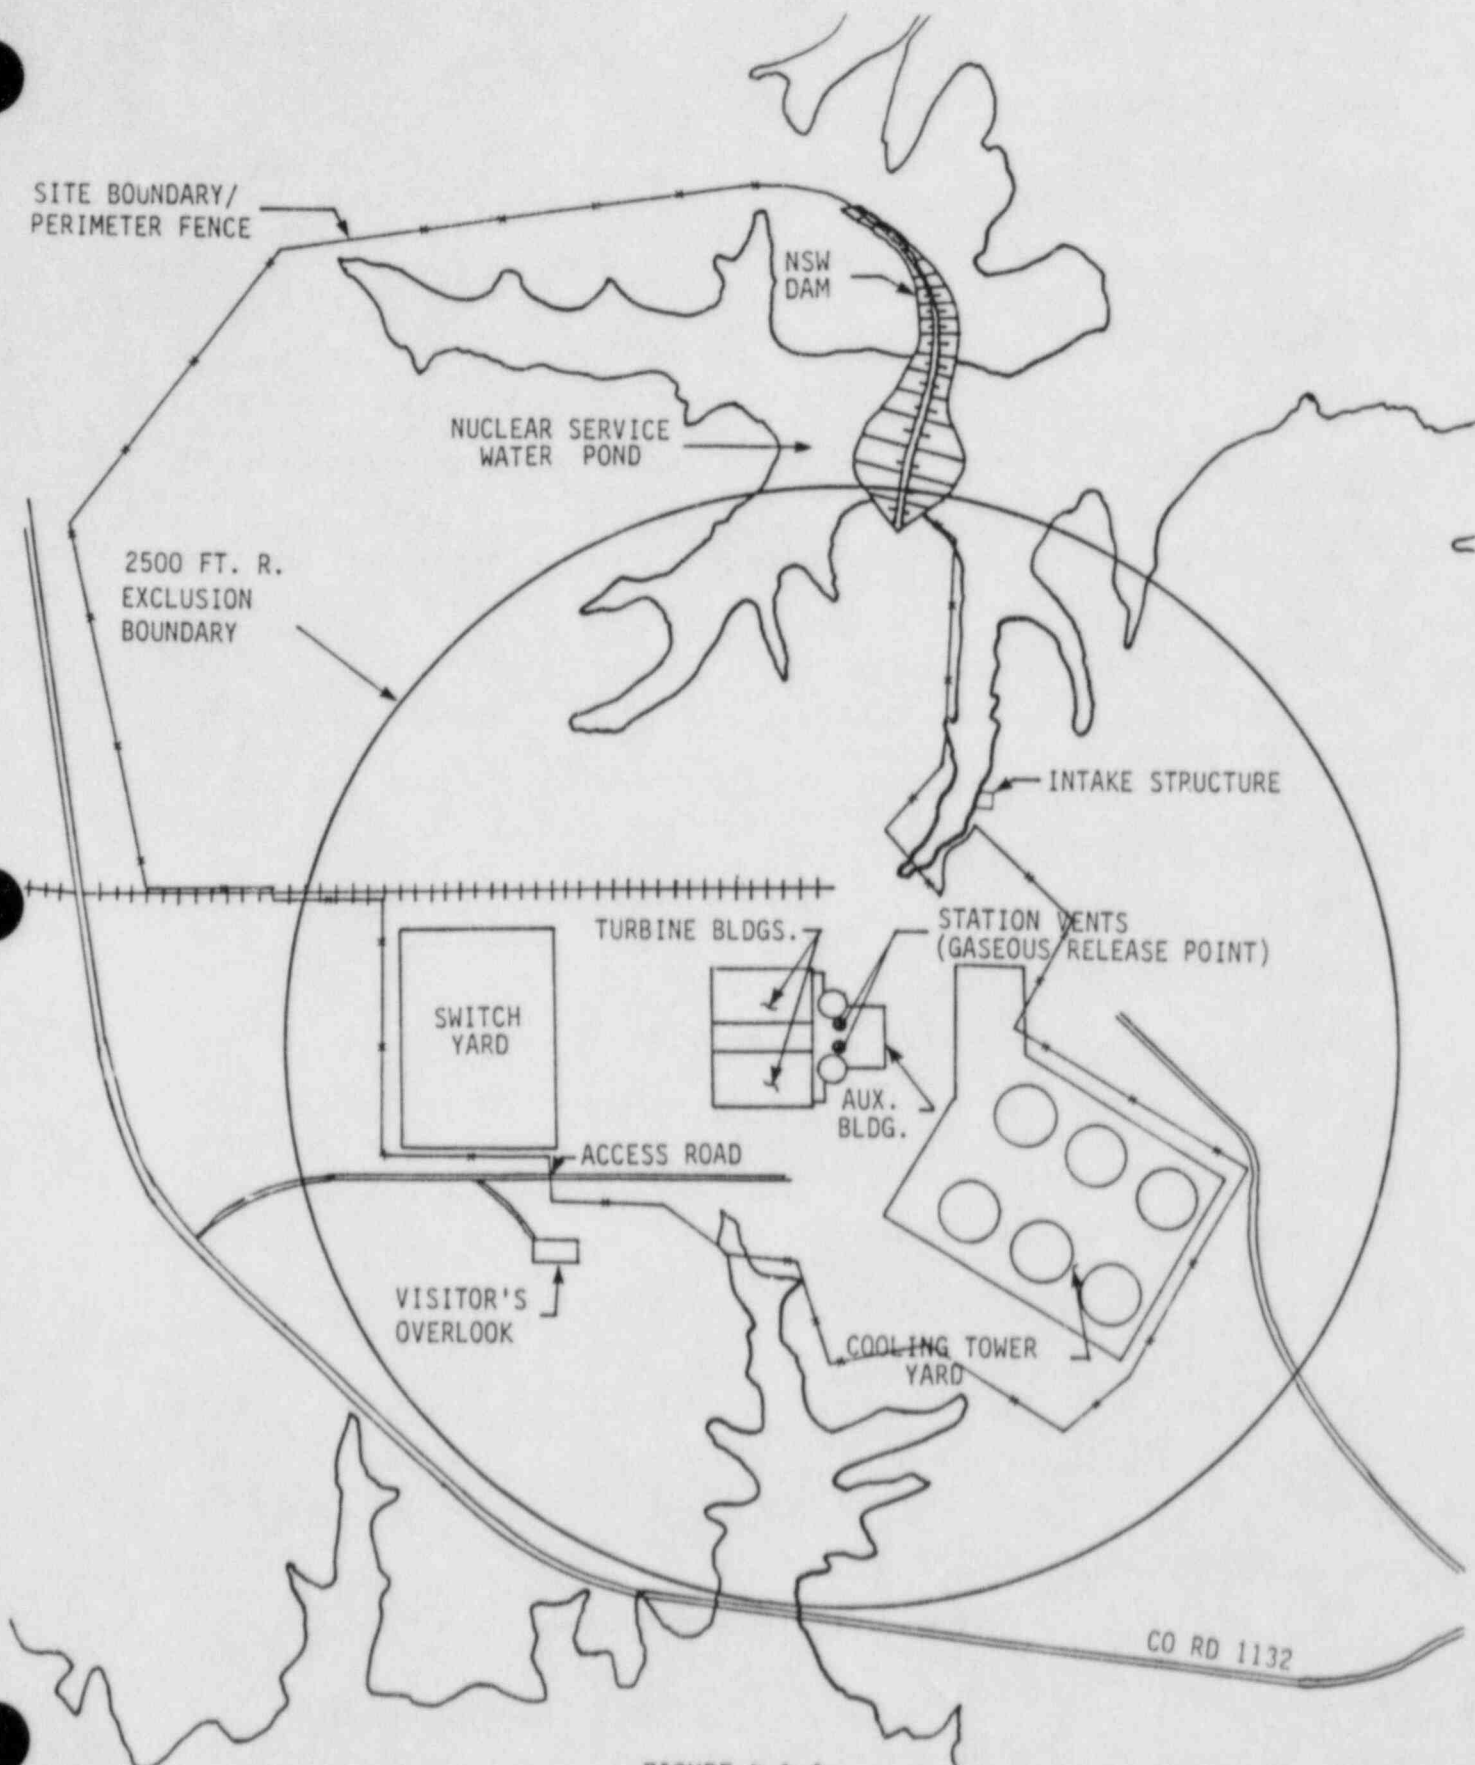 SITE BOUNDARY/
PERIMETER FENCE
NSW
DAM
NUCLEAR SERVICE
WATER POND
2500 FT. R.
EXCLUSION
BOUNDARY
INTAKE STRUCTURE
TURBINE BLDGS.
STATION VENTS
(GASEOUS RELEASE POINT)
SWITCH
YARD
AUX.
BLDG.
ACCESS ROAD
VISITOR'S
OVERLOOK
COOLING TOWER
YARD
CO RD 1132